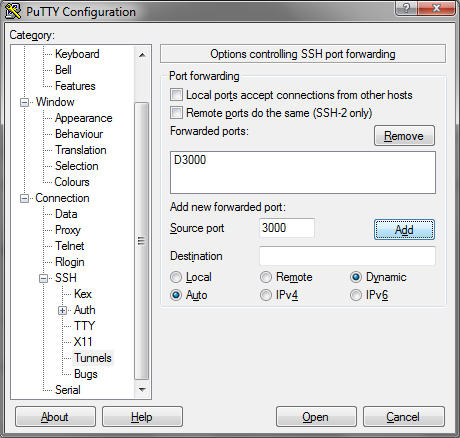 PuTTY Configuration
Category:
Keyboard
Bell
Features
Window
Appearance
Behaviour
Translation
Selection
Colours
Connection
Data
Proxy
Telnet
Rlogin
SSH
Kex
Auth
TTY
X11
Tunnels
Bugs
Serial
Options controlling SSH port forwarding
Port forwarding
Local ports accept connections from other hosts
Remote ports do the same (SSH-2 only)
Forwarded ports:
Remove
D3000
Add new forwarded port:
Source port 3000 Add
Destination
Local Remote Dynamic
Auto IPv4 IPv6
About Help Open Cancel